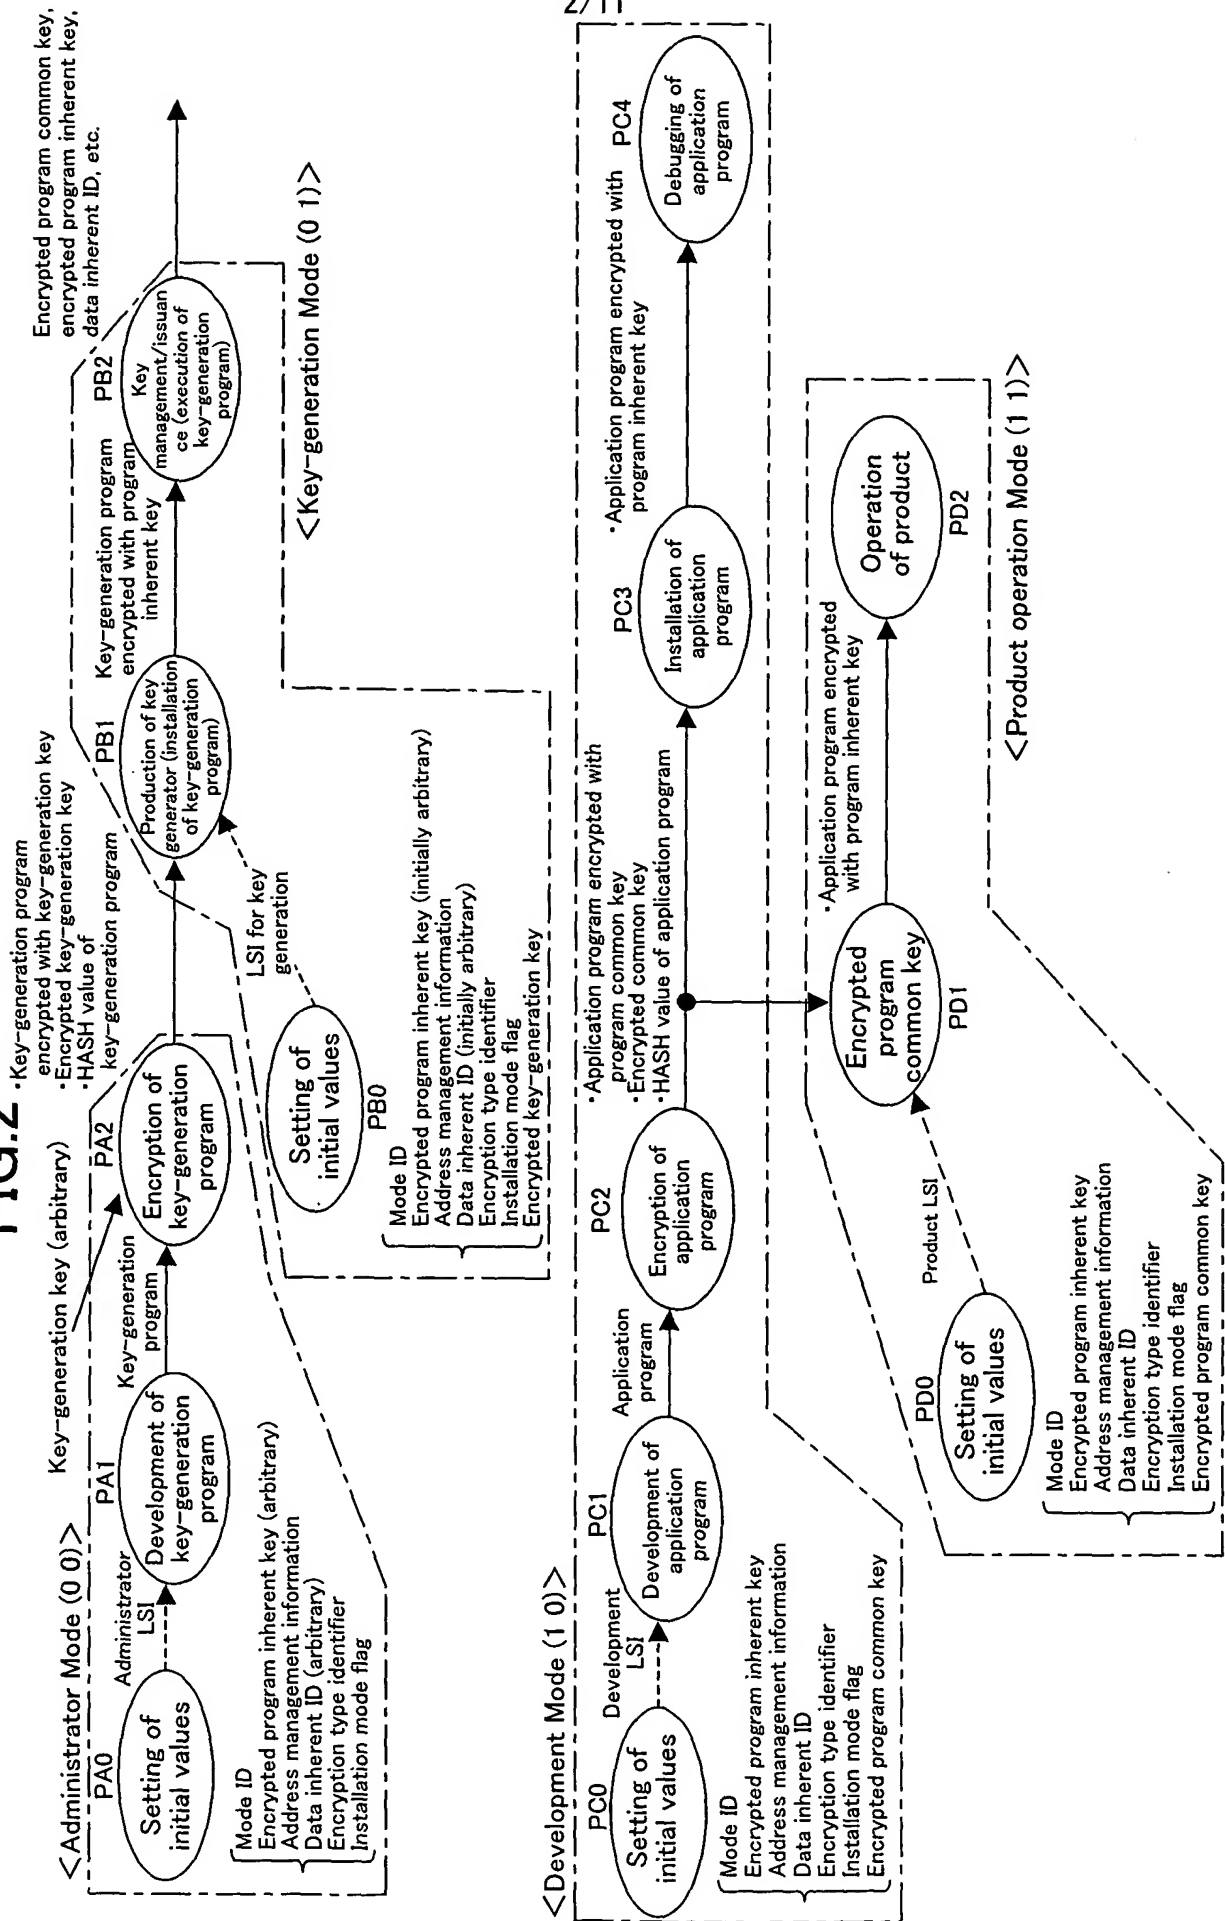 2/11
FIG.2
<Administrator Mode (0 0)>
PA0
Setting of
initial values
Administrator
LSI
Mode ID
Encrypted program inherent key (arbitrary)
Address management information
Data inherent ID (arbitrary)
Encryption type identifier
Installation mode flag
PA1
Development of
key-generation
program
Key-generation
program
Key-generation key (arbitrary)
PA2
Encryption of
key-generation
program
・Key-generation program
encrypted with key-generation key
・Encrypted key-generation key
・HASH value of
key-generation program
PB0
Setting of
initial values
LSI for key
generation
Mode ID
Encrypted program inherent key (initially arbitrary)
Address management information
Data inherent ID (initially arbitrary)
Encryption type identifier
Installation mode flag
Encrypted key-generation key
PB1
Production of key
generator (installation
of key-generation
program)
Key-generation program
encrypted with program
inherent key
PB2
Key
management/issuan
ce (execution of
key-generation
program)
Encrypted program common key,
encrypted program inherent key,
data inherent ID, etc.
<Key-generation Mode (0 1)>
<Development Mode (1 0)>
PC0
Setting of
initial values
Development
LSI
Mode ID
Encrypted program inherent key
Address management information
Data inherent ID
Encryption type identifier
Installation mode flag
Encrypted program common key
PC1
Development of
application
program
Application
program
PC2
Encryption of
application
program
・Application program encrypted with
program common key
・Encrypted common key
・HASH value of application program
PC3
Installation of
application
program
・Application program encrypted with
program inherent key
PC4
Debugging of
application
program
PD0
Setting of
initial values
Product LSI
Mode ID
Encrypted program inherent key
Address management information
Data inherent ID
Encryption type identifier
Installation mode flag
Encrypted program common key
Encrypted
program
common key
PD1
・Application program encrypted
with program inherent key
Operation
of product
PD2
<Product operation Mode (1 1)>